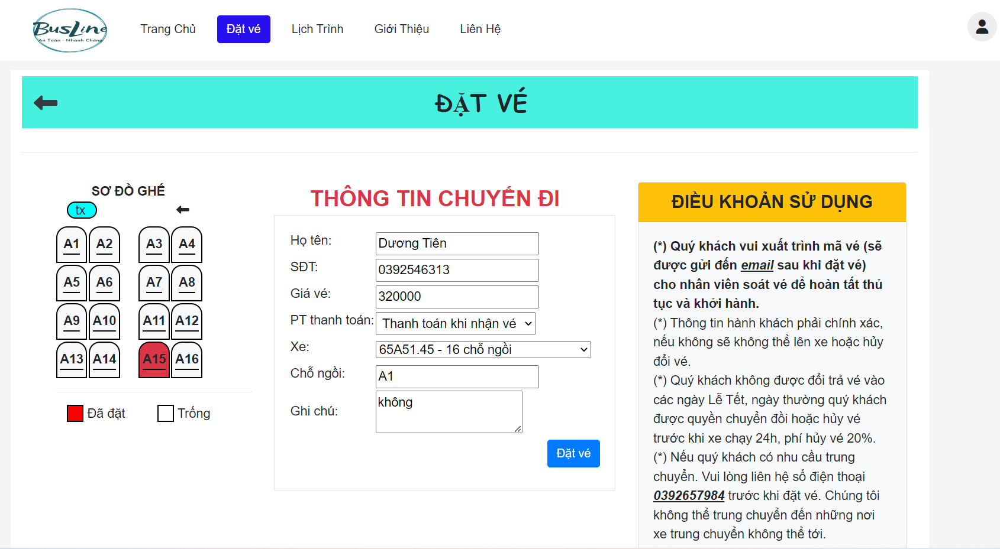 BusLine
An Toàn - Nhanh Chóng
Trang Chủ
Đặt vé
Lịch Trình
Giới Thiệu
Liên Hệ
ĐẶT VÉ
SƠ ĐỒ GHẾ
tx
A1 A2 A3 A4
A5 A6 A7 A8
A9 A10 A11 A12
A13 A14 A15 A16
Đã đặt
Trống
THÔNG TIN CHUYẾN ĐI
Họ tên: Dương Tiên
SĐT: 0392546313
Giá vé: 320000
PT thanh toán: Thanh toán khi nhận vé
Xe: 65A51.45 - 16 chỗ ngồi
Chỗ ngồi: A1
Ghi chú: không
Đặt vé
ĐIỀU KHOẢN SỬ DỤNG
(*) Quý khách vui xuất trình mã vé (sẽ
được gửi đến email sau khi đặt vé)
cho nhân viên soát vé để hoàn tất thủ
tục và khởi hành.
(*) Thông tin hành khách phải chính xác,
nếu không sẽ không thể lên xe hoặc hủy
đổi vé.
(*) Quý khách không được đổi trả vé vào
các ngày Lễ Tết, ngày thường quý khách
được quyền chuyển đồi hoặc hủy vé
trước khi xe chạy 24h, phí hủy vé 20%.
(*) Nếu quý khách có nhu cầu trung
chuyển. Vui lòng liên hệ số điện thoại
0392657984 trước khi đặt vé. Chúng tôi
không thể trung chuyển đến những nơi
xe trung chuyển không thể tới.